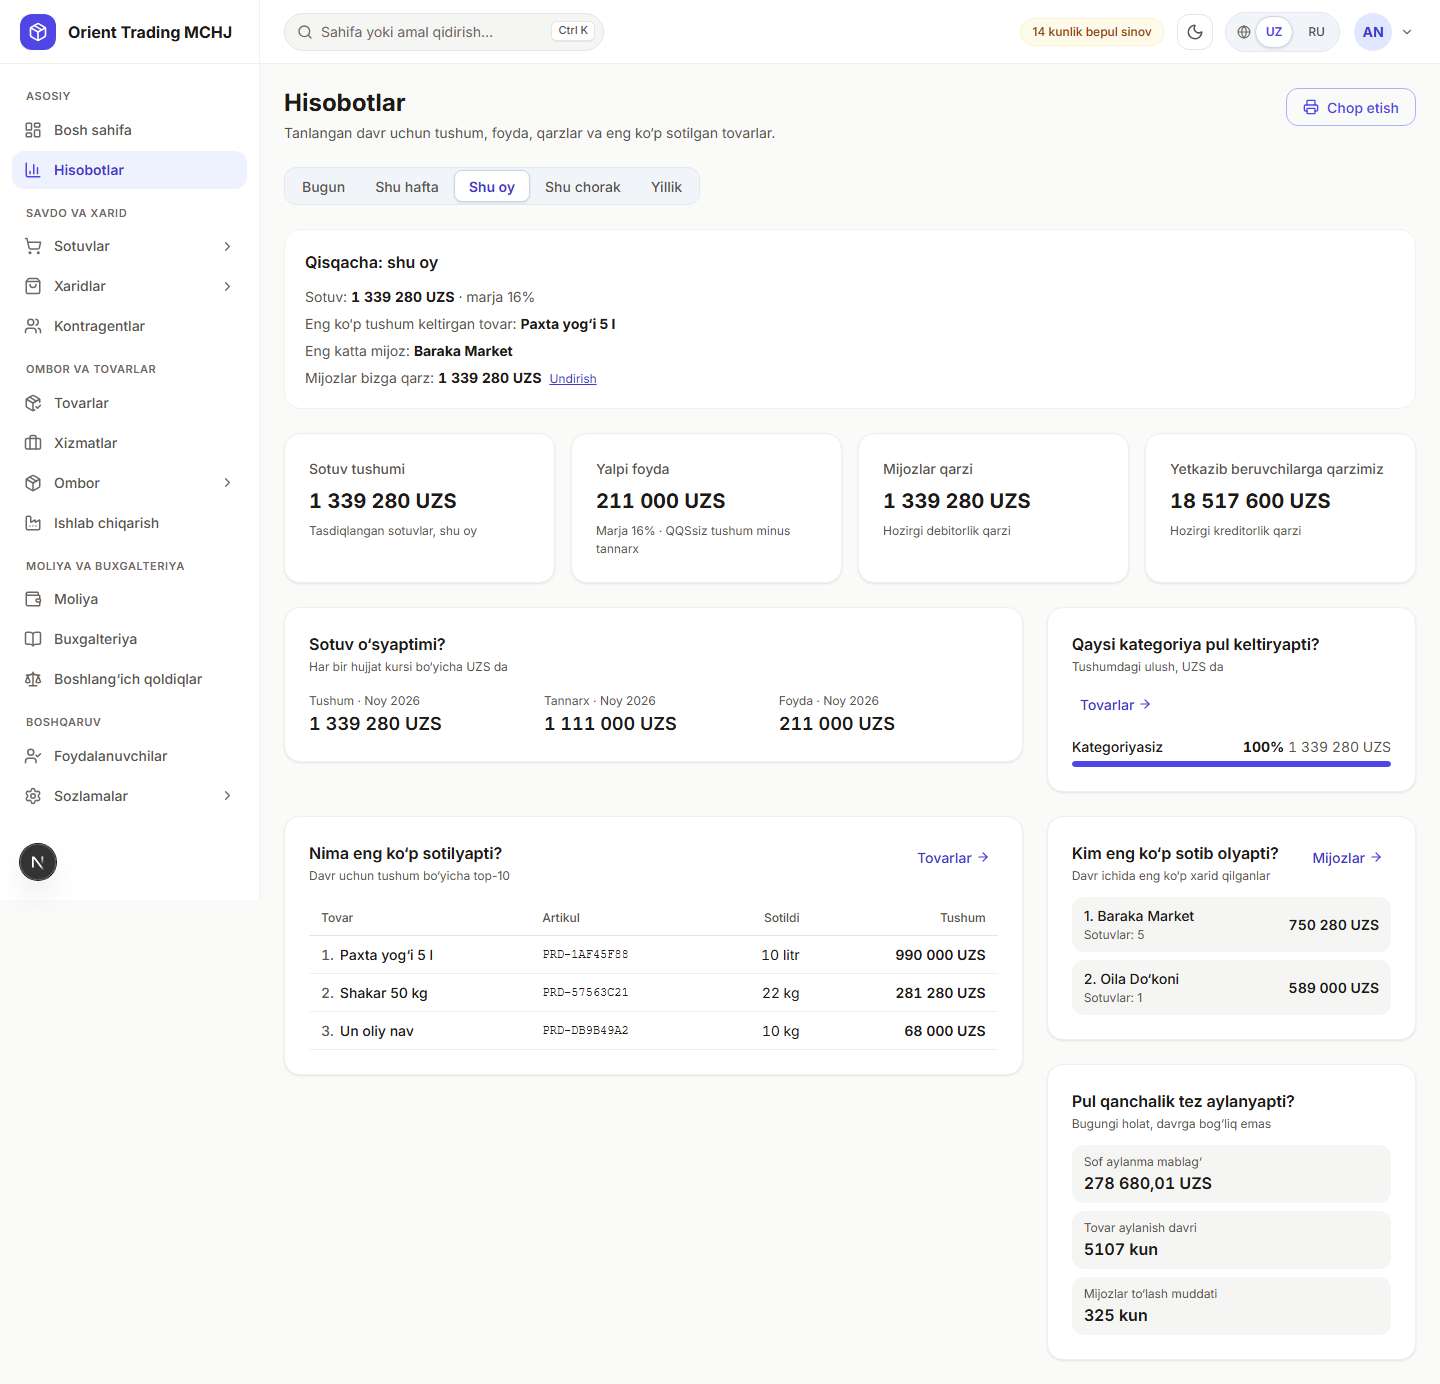 Orient Trading MCHJ
Sahifa yoki amal qidirish...
Ctrl K
14 kunlik bepul sinov
UZ
RU
AN
ASOSIY
Bosh sahifa
Hisobotlar
SAVDO VA XARID
Sotuvlar
Xaridlar
Kontragentlar
OMBOR VA TOVARLAR
Tovarlar
Xizmatlar
Ombor
Ishlab chiqarish
MOLIYA VA BUXGALTERIYA
Moliya
Buxgalteriya
Boshlang‘ich qoldiqlar
BOSHQARUV
Foydalanuvchilar
Sozlamalar
N
Hisobotlar
Tanlangan davr uchun tushum, foyda, qarzlar va eng ko‘p sotilgan tovarlar.
Chop etish
Bugun
Shu hafta
Shu oy
Shu chorak
Yillik
Qisqacha: shu oy
Sotuv: 1 339 280 UZS · marja 16%
Eng ko'p tushum keltirgan tovar: Paxta yog‘i 5 l
Eng katta mijoz: Baraka Market
Mijozlar bizga qarz: 1 339 280 UZS Undirish
Sotuv tushumi
1 339 280 UZS
Tasdiqlangan sotuvlar, shu oy
Yalpi foyda
211 000 UZS
Marja 16% · QQSsiz tushum minus
tannarx
Mijozlar qarzi
1 339 280 UZS
Hozirgi debitorlik qarzi
Yetkazib beruvchilarga qarzimiz
18 517 600 UZS
Hozirgi kreditorlik qarzi
Sotuv o‘syaptimi?
Har bir hujjat kursi bo‘yicha UZS da
Tushum · Noy 2026
1 339 280 UZS
Tannarx · Noy 2026
1 111 000 UZS
Foyda · Noy 2026
211 000 UZS
Qaysi kategoriya pul keltiryapti?
Tushumdagi ulush, UZS da
Tovarlar →
Kategoriyasiz 100% 1 339 280 UZS
Nima eng ko‘p sotilyapti?
Davr uchun tushum bo‘yicha top-10
Tovarlar →
Tovar Artikul Sotildi Tushum
1. Paxta yog‘i 5 l PRD-1AF45F88 10 litr 990 000 UZS
2. Shakar 50 kg PRD-57563C21 22 kg 281 280 UZS
3. Un oliy nav PRD-DB9B49A2 10 kg 68 000 UZS
Kim eng ko‘p sotib olyapti?
Davr ichida eng ko‘p xarid qilganlar
Mijozlar →
1. Baraka Market
Sotuvlar: 5
750 280 UZS
2. Oila Do‘koni
Sotuvlar: 1
589 000 UZS
Pul qanchalik tez aylanyapti?
Bugungi holat, davrga bog‘liq emas
Sof aylanma mablag‘
278 680,01 UZS
Tovar aylanish davri
5107 kun
Mijozlar to‘lash muddati
325 kun